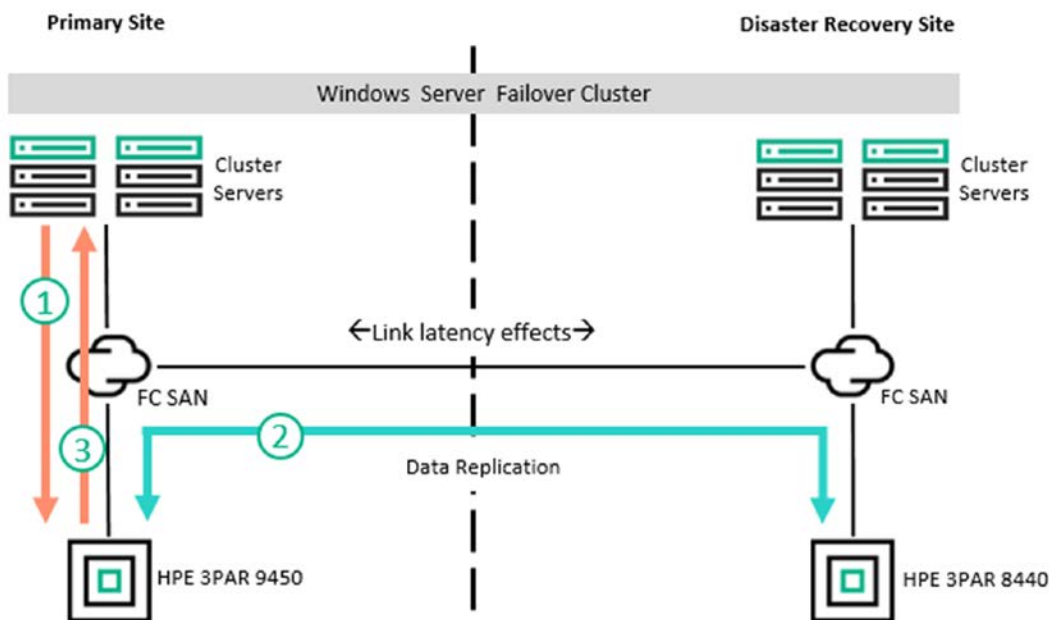 Primary Site
Disaster Recovery Site
Windows Server Failover Cluster
Cluster
Servers
Cluster
Servers
1
←Link latency effects→
FC SAN
FC SAN
3
2
Data Replication
HPE 3PAR 9450
HPE 3PAR 8440